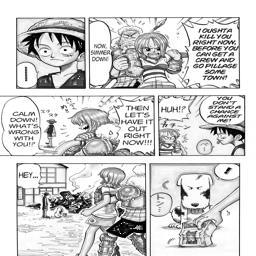 I OUGHTA
KILL YOU
RIGHT NOW,
BEFORE YOU
CAN GET A
CREW AND
GO PILLAGE
SOME
TOWN!
NOW,
SIMMER
DOWN!
!
YOU
DON'T
STAND A
CHANCE
AGAINST
ME!
HUH!?
THEN
LET'S
HAVE IT
OUT
RIGHT
NOW!!!
CALM
DOWN!
WHAT'S
WRONG
WITH
YOU!?
トン